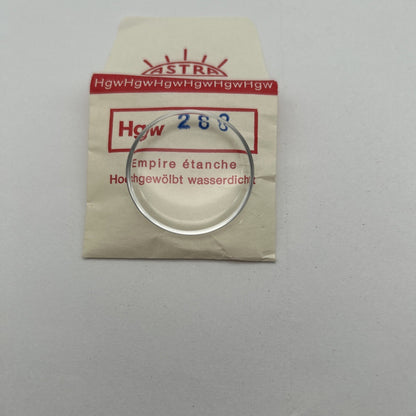 ASTRA
HgwHgwHgwHgwHgwHgw
Hgw 288
Empire étanche
Hochgewölbt wasserdicht